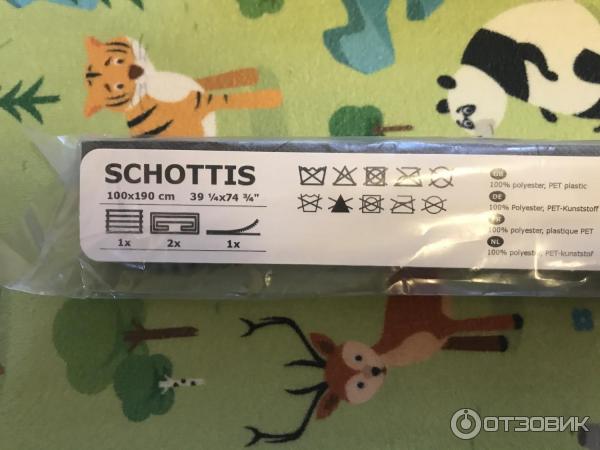 SCHOTTIS
100x190 cm 39 ¼x74 ¾"
1x 2x 1x
GB
100% polyester, PET plastic
DE
100% Polyester, PET-Kunststoff
100% polyester, plastique PET
NL
100% polyester, PET-kunststof
ОТЗОВИК